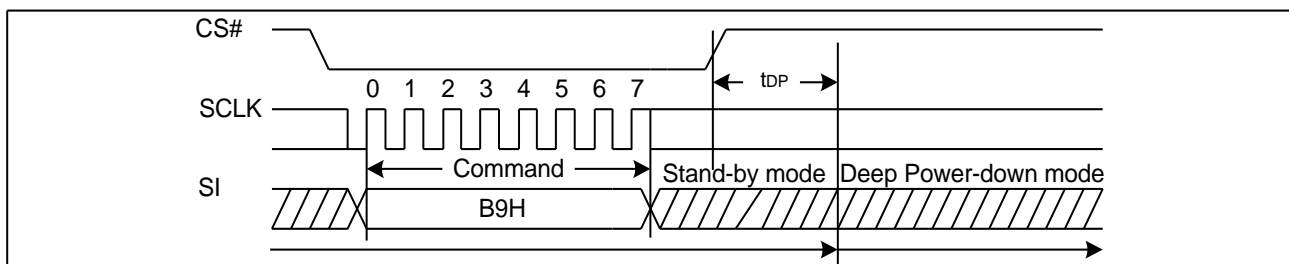 CS#
tDP
0 1 2 3 4 5 6 7
SCLK
Command
Stand-by mode Deep Power-down mode
SI
B9H